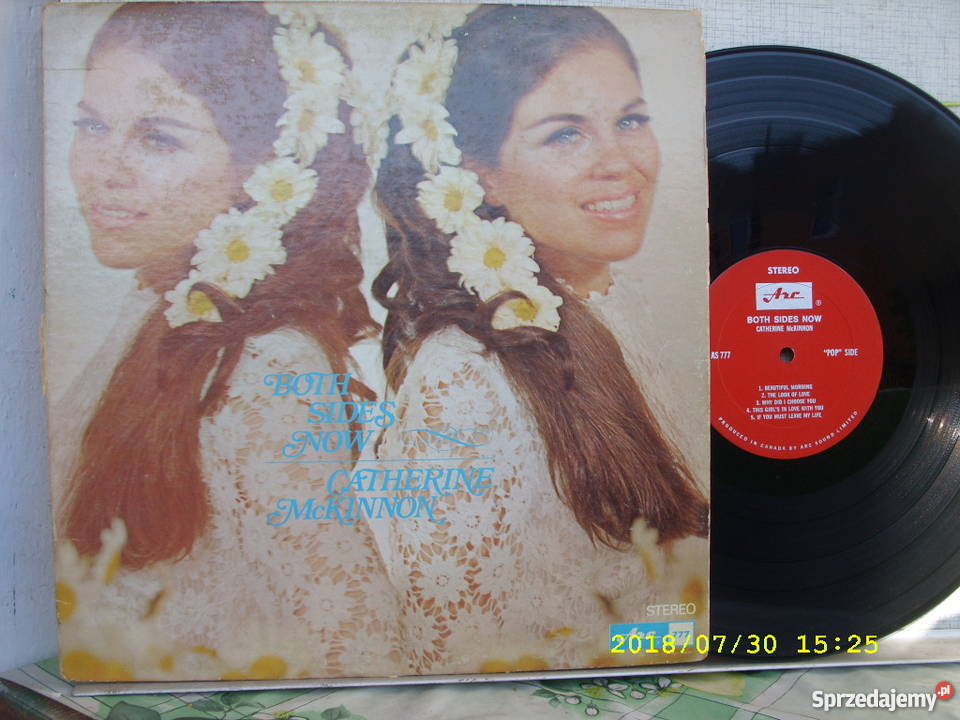 BOTH
SIDES
NOW
CATHERINE
McKINNON
STEREO
Arc 777
STEREO
Arc ®
BOTH SIDES NOW
CATHERINE McKINNON
AS 777
"POP" SIDE
1. BEAUTIFUL MORNING
2. THE LOOK OF LOVE
3. WHY DID I CHOOSE YOU
4. THIS GIRL'S IN LOVE WITH YOU
5. IF YOU MUST LEAVE MY LIFE
PRODUCED IN CANADA BY ARC SOUND LIMITED
2018/07/30 15:25
Sprzedajemy.pl